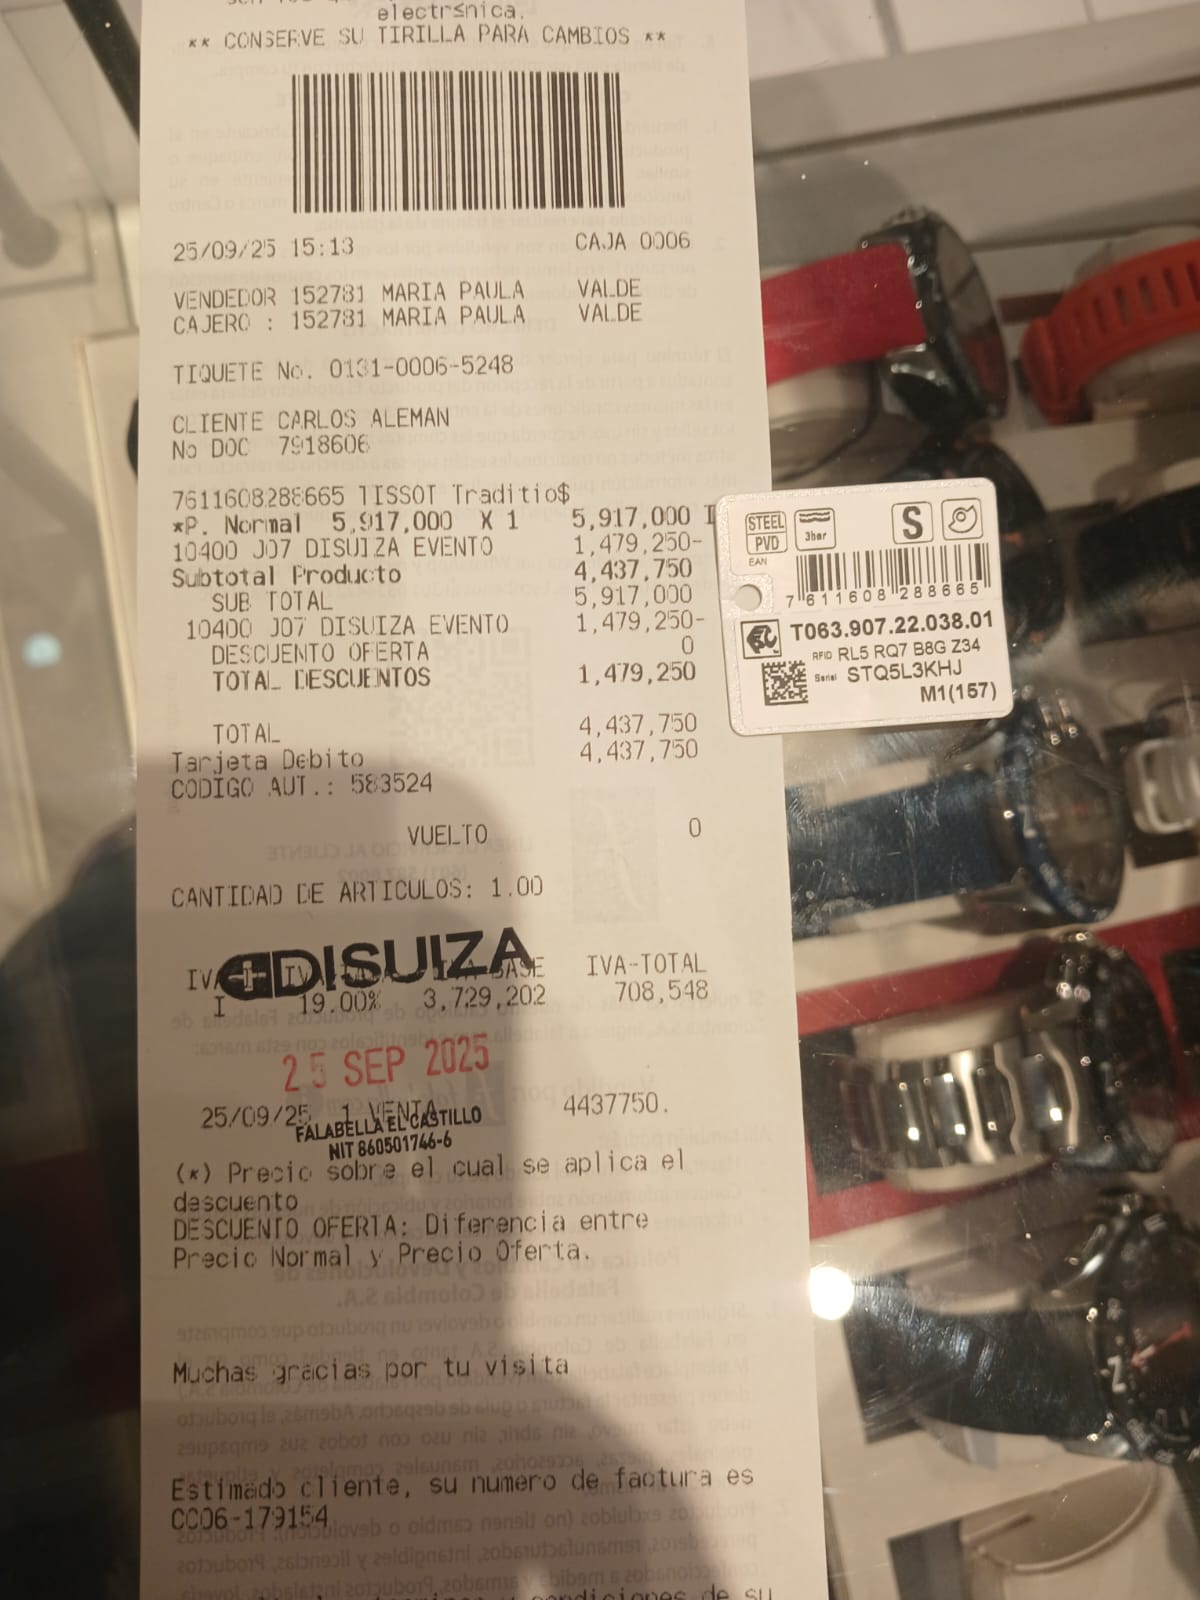 electr≤nica.
** CONSERVE SU TIRILLA PARA CAMBIOS **
25/09/25 15:13 CAJA 0006
VENDEDOR 152781 MARIA PAULA VALDE
CAJERO : 152781 MARIA PAULA VALDE
TIQUETE No. 0131-0006-5248
CLIENTE CARLOS ALEMAN
No DOC 7918606
7611608288665 TISSOT Traditio$
*P. Normal 5,917,000 X 1 5,917,000 I
10400 J07 DISUIZA EVENTO 1,479,250-
Subtotal Producto 4,437,750
SUB TOTAL 5,917,000
10400 J07 DISUIZA EVENTO 1,479,250-
DESCUENTO OFERTA 0
TOTAL DESCUENTOS 1,479,250
TOTAL 4,437,750
Tarjeta Debito 4,437,750
CODIGO AUT.: 583524
VUELTO 0
CANTIDAD DE ARTICULOS: 1.00
DISUIZA
IVA-TOTAL
I 19.00% 3,729,202 708,548
25 SEP 2025
25/09/25 1 VENTA 4437750.
FALABELLA EL CASTILLO
NIT 860501746-6
(*) Precio sobre el cual se aplica el
descuento
DESCUENTO OFERTA: Diferencia entre
Precio Normal y Precio Oferta.
Muchas gracias por tu visita
Estimado cliente, su numero de factura es
CC06-179154
STEEL
PVD
3bar
S
EAN
7 611608 288665
T063.907.22.038.01
RFID RL5 RQ7 B8G Z34
Serial STQ5L3KHJ
M1(157)